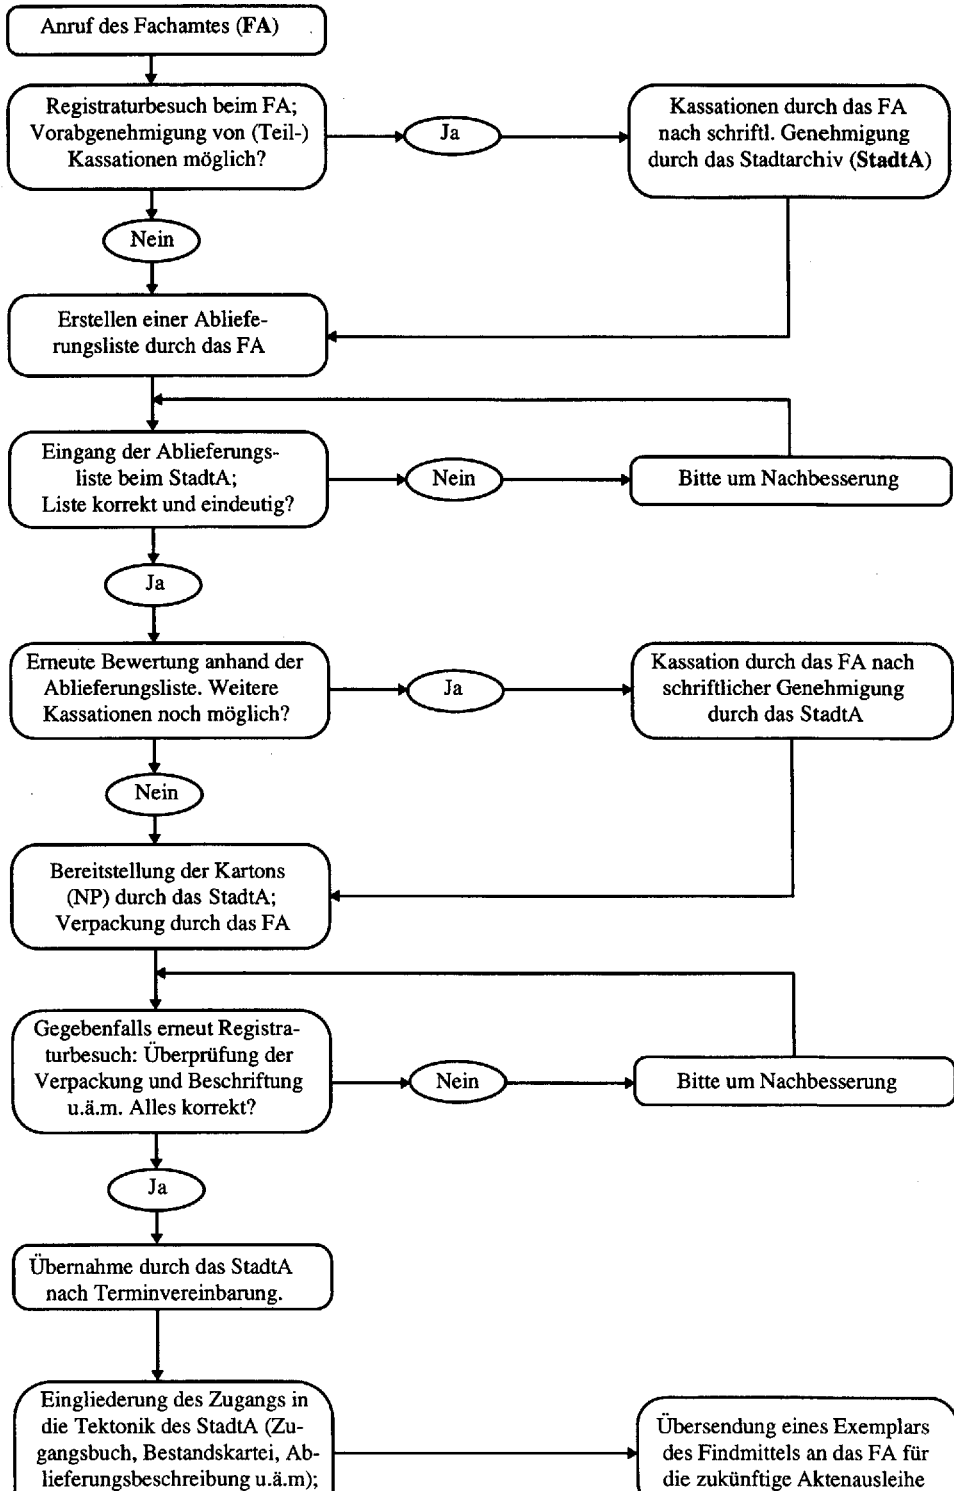 Anruf des Fachamtes (FA)
Registraturbesuch beim FA;
Vorabgenehmigung von (Teil-)
Kassationen möglich?
Ja
Kassationen durch das FA
nach schriftl. Genehmigung
durch das Stadtarchiv (StadtA)
Nein
Erstellen einer Abliefe-
rungsliste durch das FA
Eingang der Ablieferungs-
liste beim StadtA;
Liste korrekt und eindeutig?
Nein
Bitte um Nachbesserung
Ja
Erneute Bewertung anhand der
Ablieferungsliste. Weitere
Kassationen noch möglich?
Ja
Kassation durch das FA nach
schriftlicher Genehmigung
durch das StadtA
Nein
Bereitstellung der Kartons
(NP) durch das StadtA;
Verpackung durch das FA
Gegebenfalls erneut Registra-
turbesuch: Überprüfung der
Verpackung und Beschriftung
u.ä.m. Alles korrekt?
Nein
Bitte um Nachbesserung
Ja
Übernahme durch das StadtA
nach Terminvereinbarung.
Eingliederung des Zugangs in
die Tektonik des StadtA (Zu-
gangsbuch, Bestandskartei, Ab-
lieferungsbeschreibung u.ä.m);
Übersendung eines Exemplars
des Findmittels an das FA für
die zukünftige Aktenausleihe